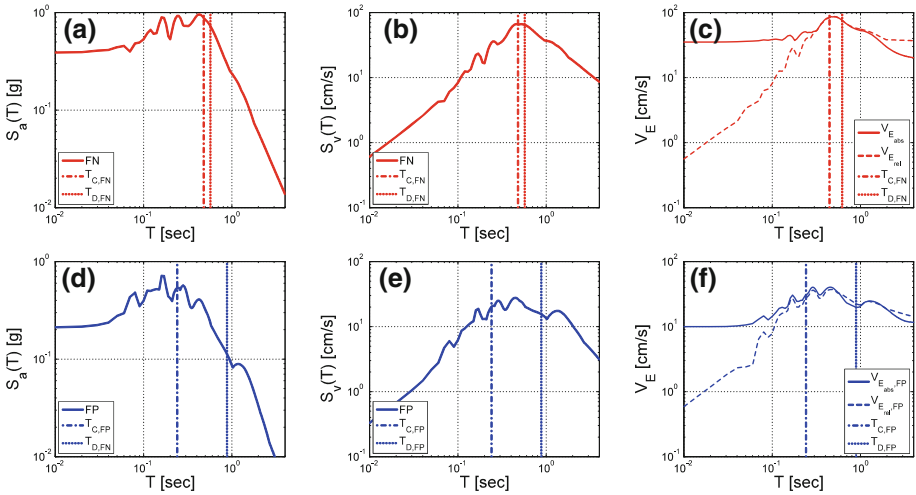 (a)
10^0
10^-1
10^-2
S_a(T) [g]
FN
T_C,FN
T_D,FN
10^-2 10^-1 10^0
T [sec]
(b)
10^2
10^1
10^0
10^-1
S_v(T) [cm/s]
FN
T_C,FN
T_D,FN
10^-2 10^-1 10^0
T [sec]
(c)
10^2
10^1
10^0
10^-1
V_E [cm/s]
V_E_abs
V_E_rel
T_C,FN
T_D,FN
10^-2 10^-1 10^0
T [sec]
(d)
10^0
10^-1
10^-2
S_a(T) [g]
FP
T_C,FP
T_D,FN
10^-2 10^-1 10^0
T [sec]
(e)
10^2
10^1
10^0
10^-1
S_v(T) [cm/s]
FP
T_C,FP
T_D,FP
10^-2 10^-1 10^0
T [sec]
(f)
10^2
10^1
10^0
10^-1
V_E [cm/s]
V_E_abs,FP
V_E_rel,FP
T_C,FP
T_D,FP
10^-2 10^-1 10^0
T [sec]